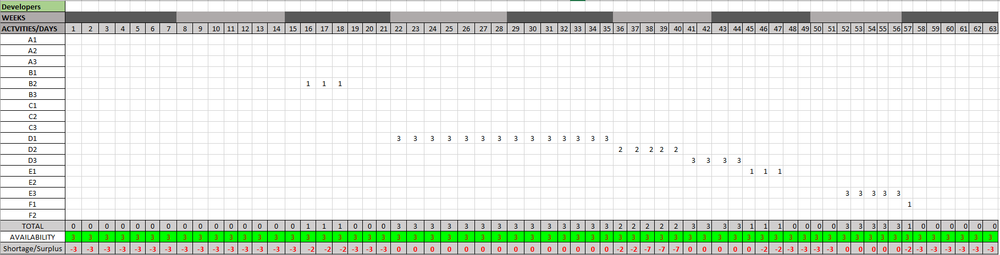 Developers
WEEKS
ACTVITIES/DAYS 1 2 3 4 5 6 7 8 9 10 11 12 13 14 15 16 17 18 19 20 21 22 23 24 25 26 27 28 29 30 31 32 33 34 35 36 37 38 39 40 41 42 43 44 45 46 47 48 49 50 51 52 53 54 55 56 57 58 59 60 61 62 63
A1
A2
A3
B1
B2 1 1 1
B3
C1
C2
C3
D1 3 3 3 3 3 3 3 3 3 3 3 3 3 3
D2 2 2 2 2 2
D3 3 3 3 3
E1 1 1 1
E2
E3 3 3 3 3 3
F1 1
F2
TOTAL 0 0 0 0 0 0 0 0 0 0 0 0 0 0 0 1 1 1 0 0 0 3 3 3 3 3 3 3 3 3 3 3 3 3 3 2 2 2 2 2 3 3 3 3 1 1 1 0 0 0 0 3 3 3 3 3 1 0 0 0 0 0 0
AVAILABILITY 3 3 3 3 3 3 3 3 3 3 3 3 3 3 3 3 3 3 3 3 3 3 3 3 3 3 3 3 3 3 3 3 3 3 3 3 3 3 3 3 3 3 3 3 3 3 3 3 3 3 3 3 3 3 3 3 3 3 3 3 3 3 3
Shortage/Surplus -3 -3 -3 -3 -3 -3 -3 -3 -3 -3 -3 -3 -3 -3 -3 -2 -2 -2 -3 -3 -3 0 0 0 0 0 0 0 0 0 0 0 0 0 0 -2 -2 -7 -7 -7 0 0 0 0 0 -2 -2 -3 -3 -3 -3 0 0 0 0 0 -2 -3 -3 -3 -3 -3 -3